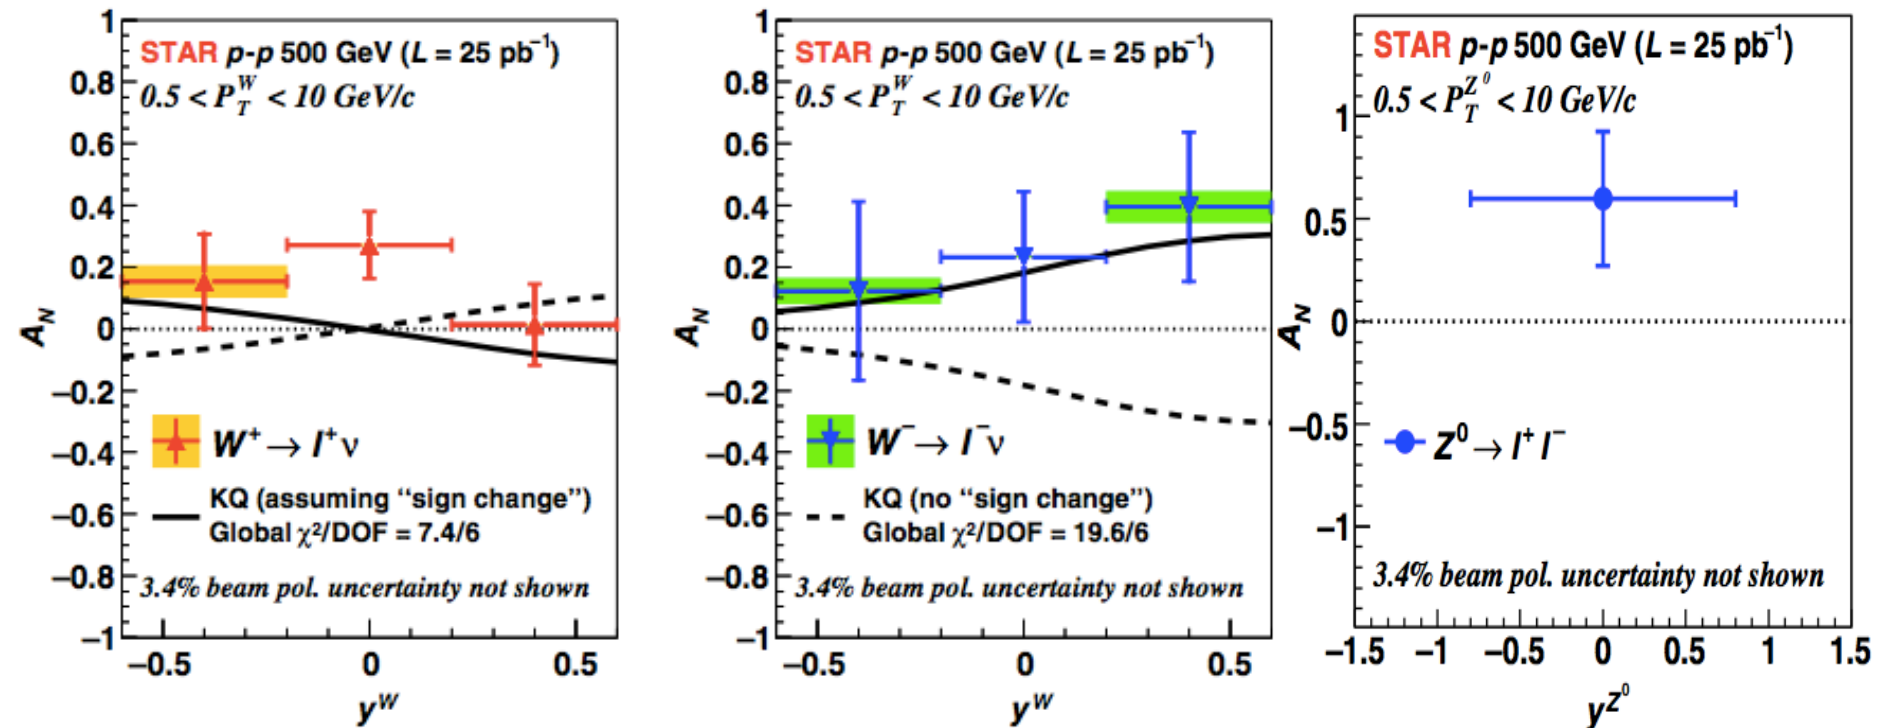 STAR p-p 500 GeV (L = 25 pb⁻¹)
0.5 < P_T^W < 10 GeV/c
A_N
1
0.8
0.6
0.4
0.2
0
−0.2
−0.4
−0.6
−0.8
−1
W⁺ → l⁺ ν
KQ (assuming “sign change”)
Global χ²/DOF = 7.4/6
3.4% beam pol. uncertainty not shown
−0.5 0 0.5
y^W
STAR p-p 500 GeV (L = 25 pb⁻¹)
0.5 < P_T^W < 10 GeV/c
A_N
1
0.8
0.6
0.4
0.2
0
−0.2
−0.4
−0.6
−0.8
−1
W⁻ → l⁻ ν
KQ (no “sign change”)
Global χ²/DOF = 19.6/6
3.4% beam pol. uncertainty not shown
−0.5 0 0.5
y^W
STAR p-p 500 GeV (L = 25 pb⁻¹)
0.5 < P_T^{Z⁰} < 10 GeV/c
A_N
1
0.5
0
−0.5
−1
Z⁰ → l⁺ l⁻
3.4% beam pol. uncertainty not shown
−1.5 −1 −0.5 0 0.5 1 1.5
y^{Z⁰}